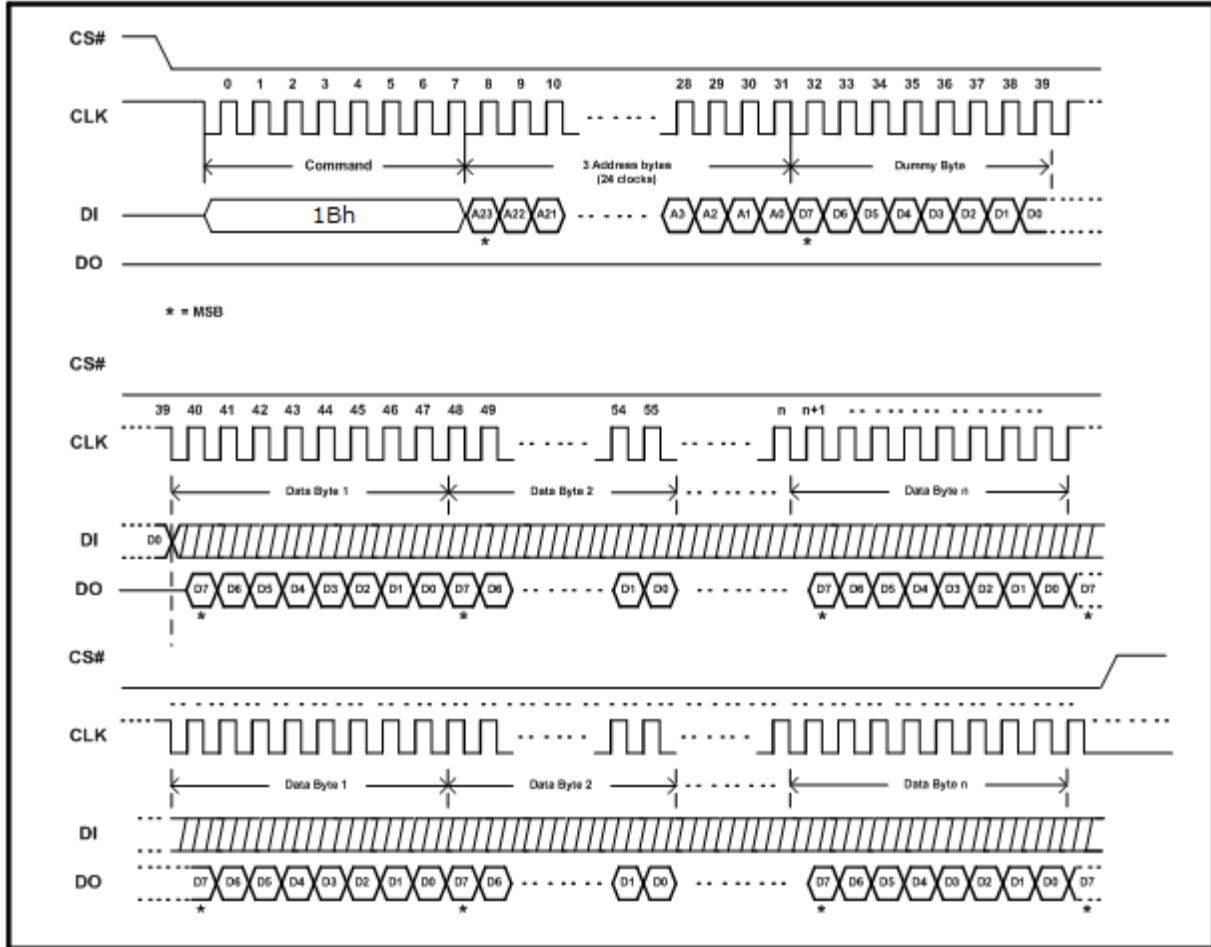 CS#
0 1 2 3 4 5 6 7 8 9 10 28 29 30 31 32 33 34 35 36 37 38 39
CLK
Command 3 Address bytes (24 clocks) Dummy Byte
DI 1Bh A23 A22 A21 A3 A2 A1 A0 D7 D6 D5 D4 D3 D2 D1 D0
* *
DO
* = MSB
CS#
39 40 41 42 43 44 45 46 47 48 49 54 55 n n+1
CLK
Data Byte 1 Data Byte 2 Data Byte n
DI D0
DO D7 D6 D5 D4 D3 D2 D1 D0 D7 D6 D1 D0 D7 D6 D5 D4 D3 D2 D1 D0 D7
* * * *
CS#
CLK
Data Byte 1 Data Byte 2 Data Byte n
DI
DO D7 D6 D5 D4 D3 D2 D1 D0 D7 D6 D1 D0 D7 D6 D5 D4 D3 D2 D1 D0 D7
* * * *